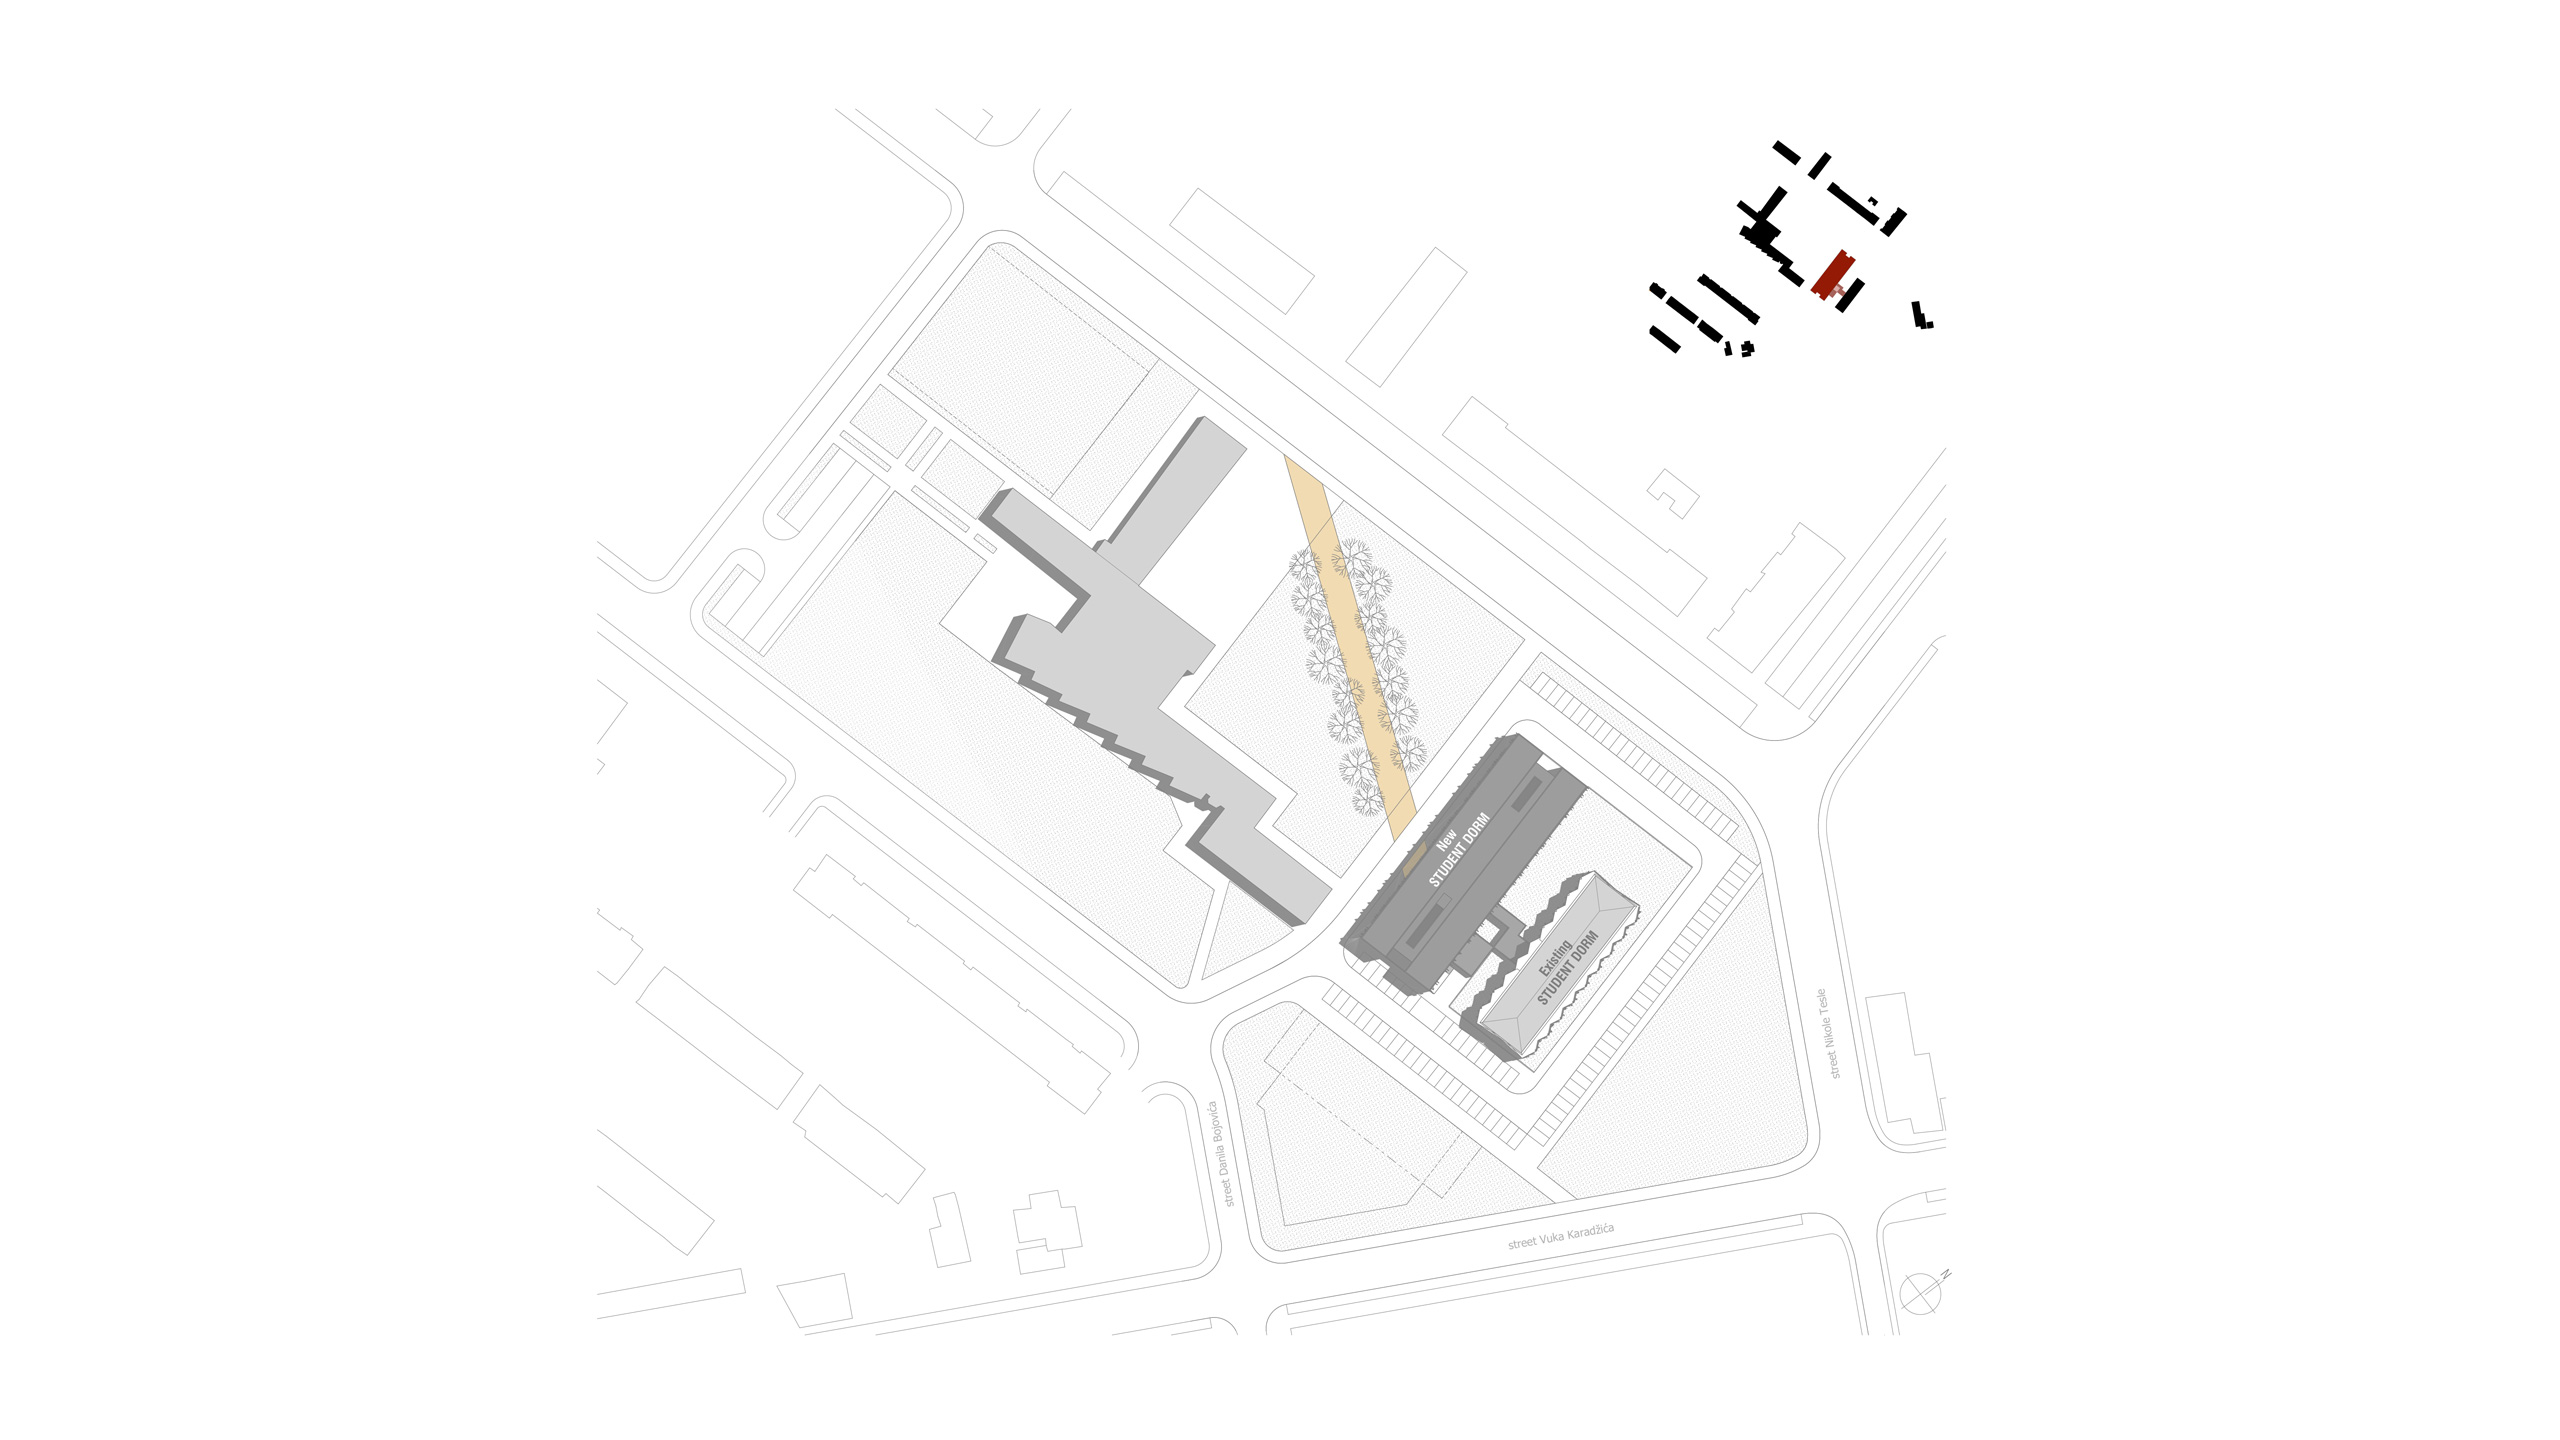 New
STUDENT DORM
Existing
STUDENT DORM
street Nikole Tesle
street Danila Bojovića
street Vuka Karadžića
N